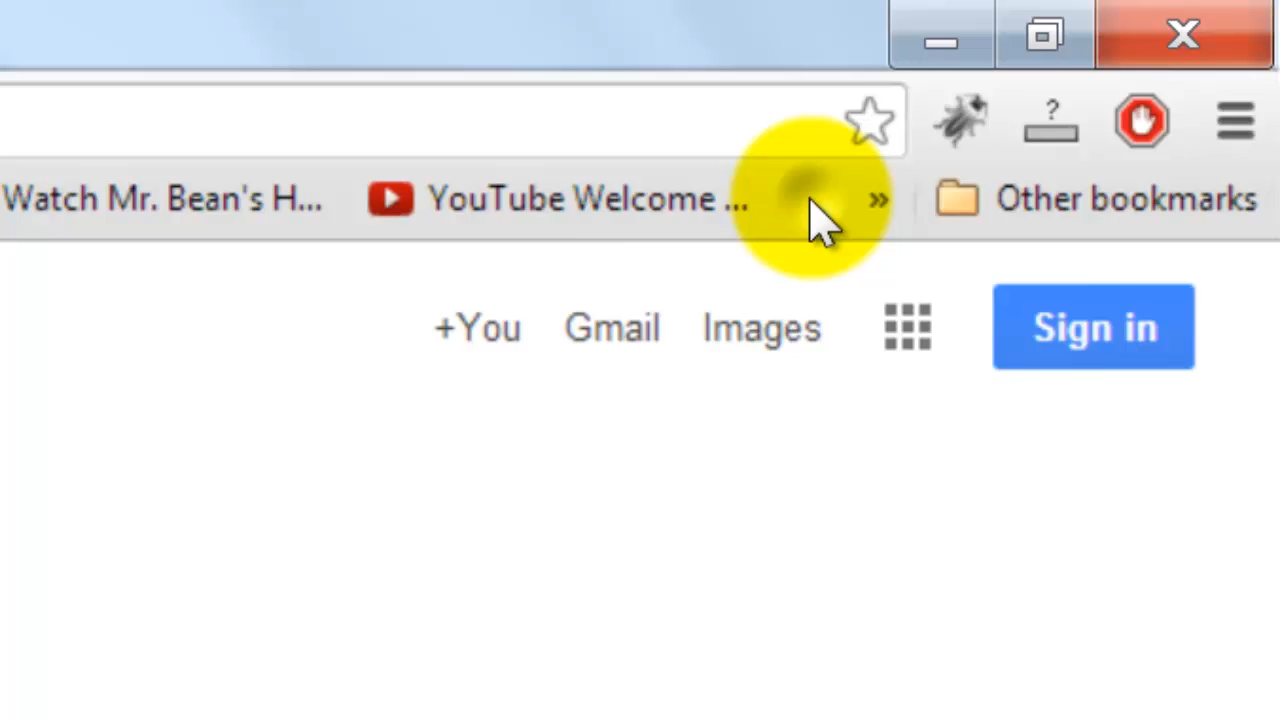 ?
Watch Mr. Bean's H... YouTube Welcome ... » Other bookmarks
+You Gmail Images Sign in